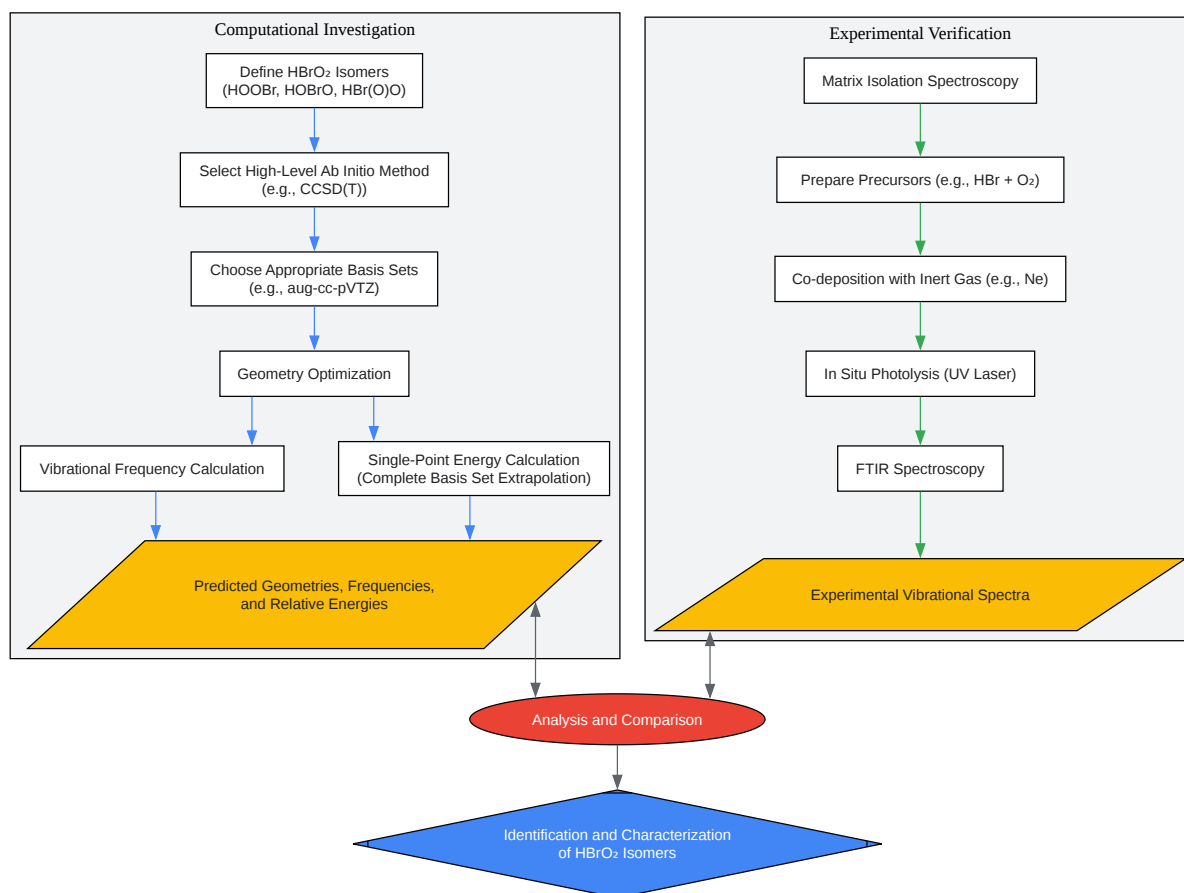 Computational Investigation
Define HBrO₂ Isomers
(HOOBr, HOBrO, HBr(O)O)
Select High-Level Ab Initio Method
(e.g., CCSD(T))
Choose Appropriate Basis Sets
(e.g., aug-cc-pVTZ)
Geometry Optimization
Vibrational Frequency Calculation
Single-Point Energy Calculation
(Complete Basis Set Extrapolation)
Predicted Geometries, Frequencies,
and Relative Energies
Experimental Verification
Matrix Isolation Spectroscopy
Prepare Precursors (e.g., HBr + O₂)
Co-deposition with Inert Gas (e.g., Ne)
In Situ Photolysis (UV Laser)
FTIR Spectroscopy
Experimental Vibrational Spectra
Analysis and Comparison
Identification and Characterization
of HBrO₂ Isomers